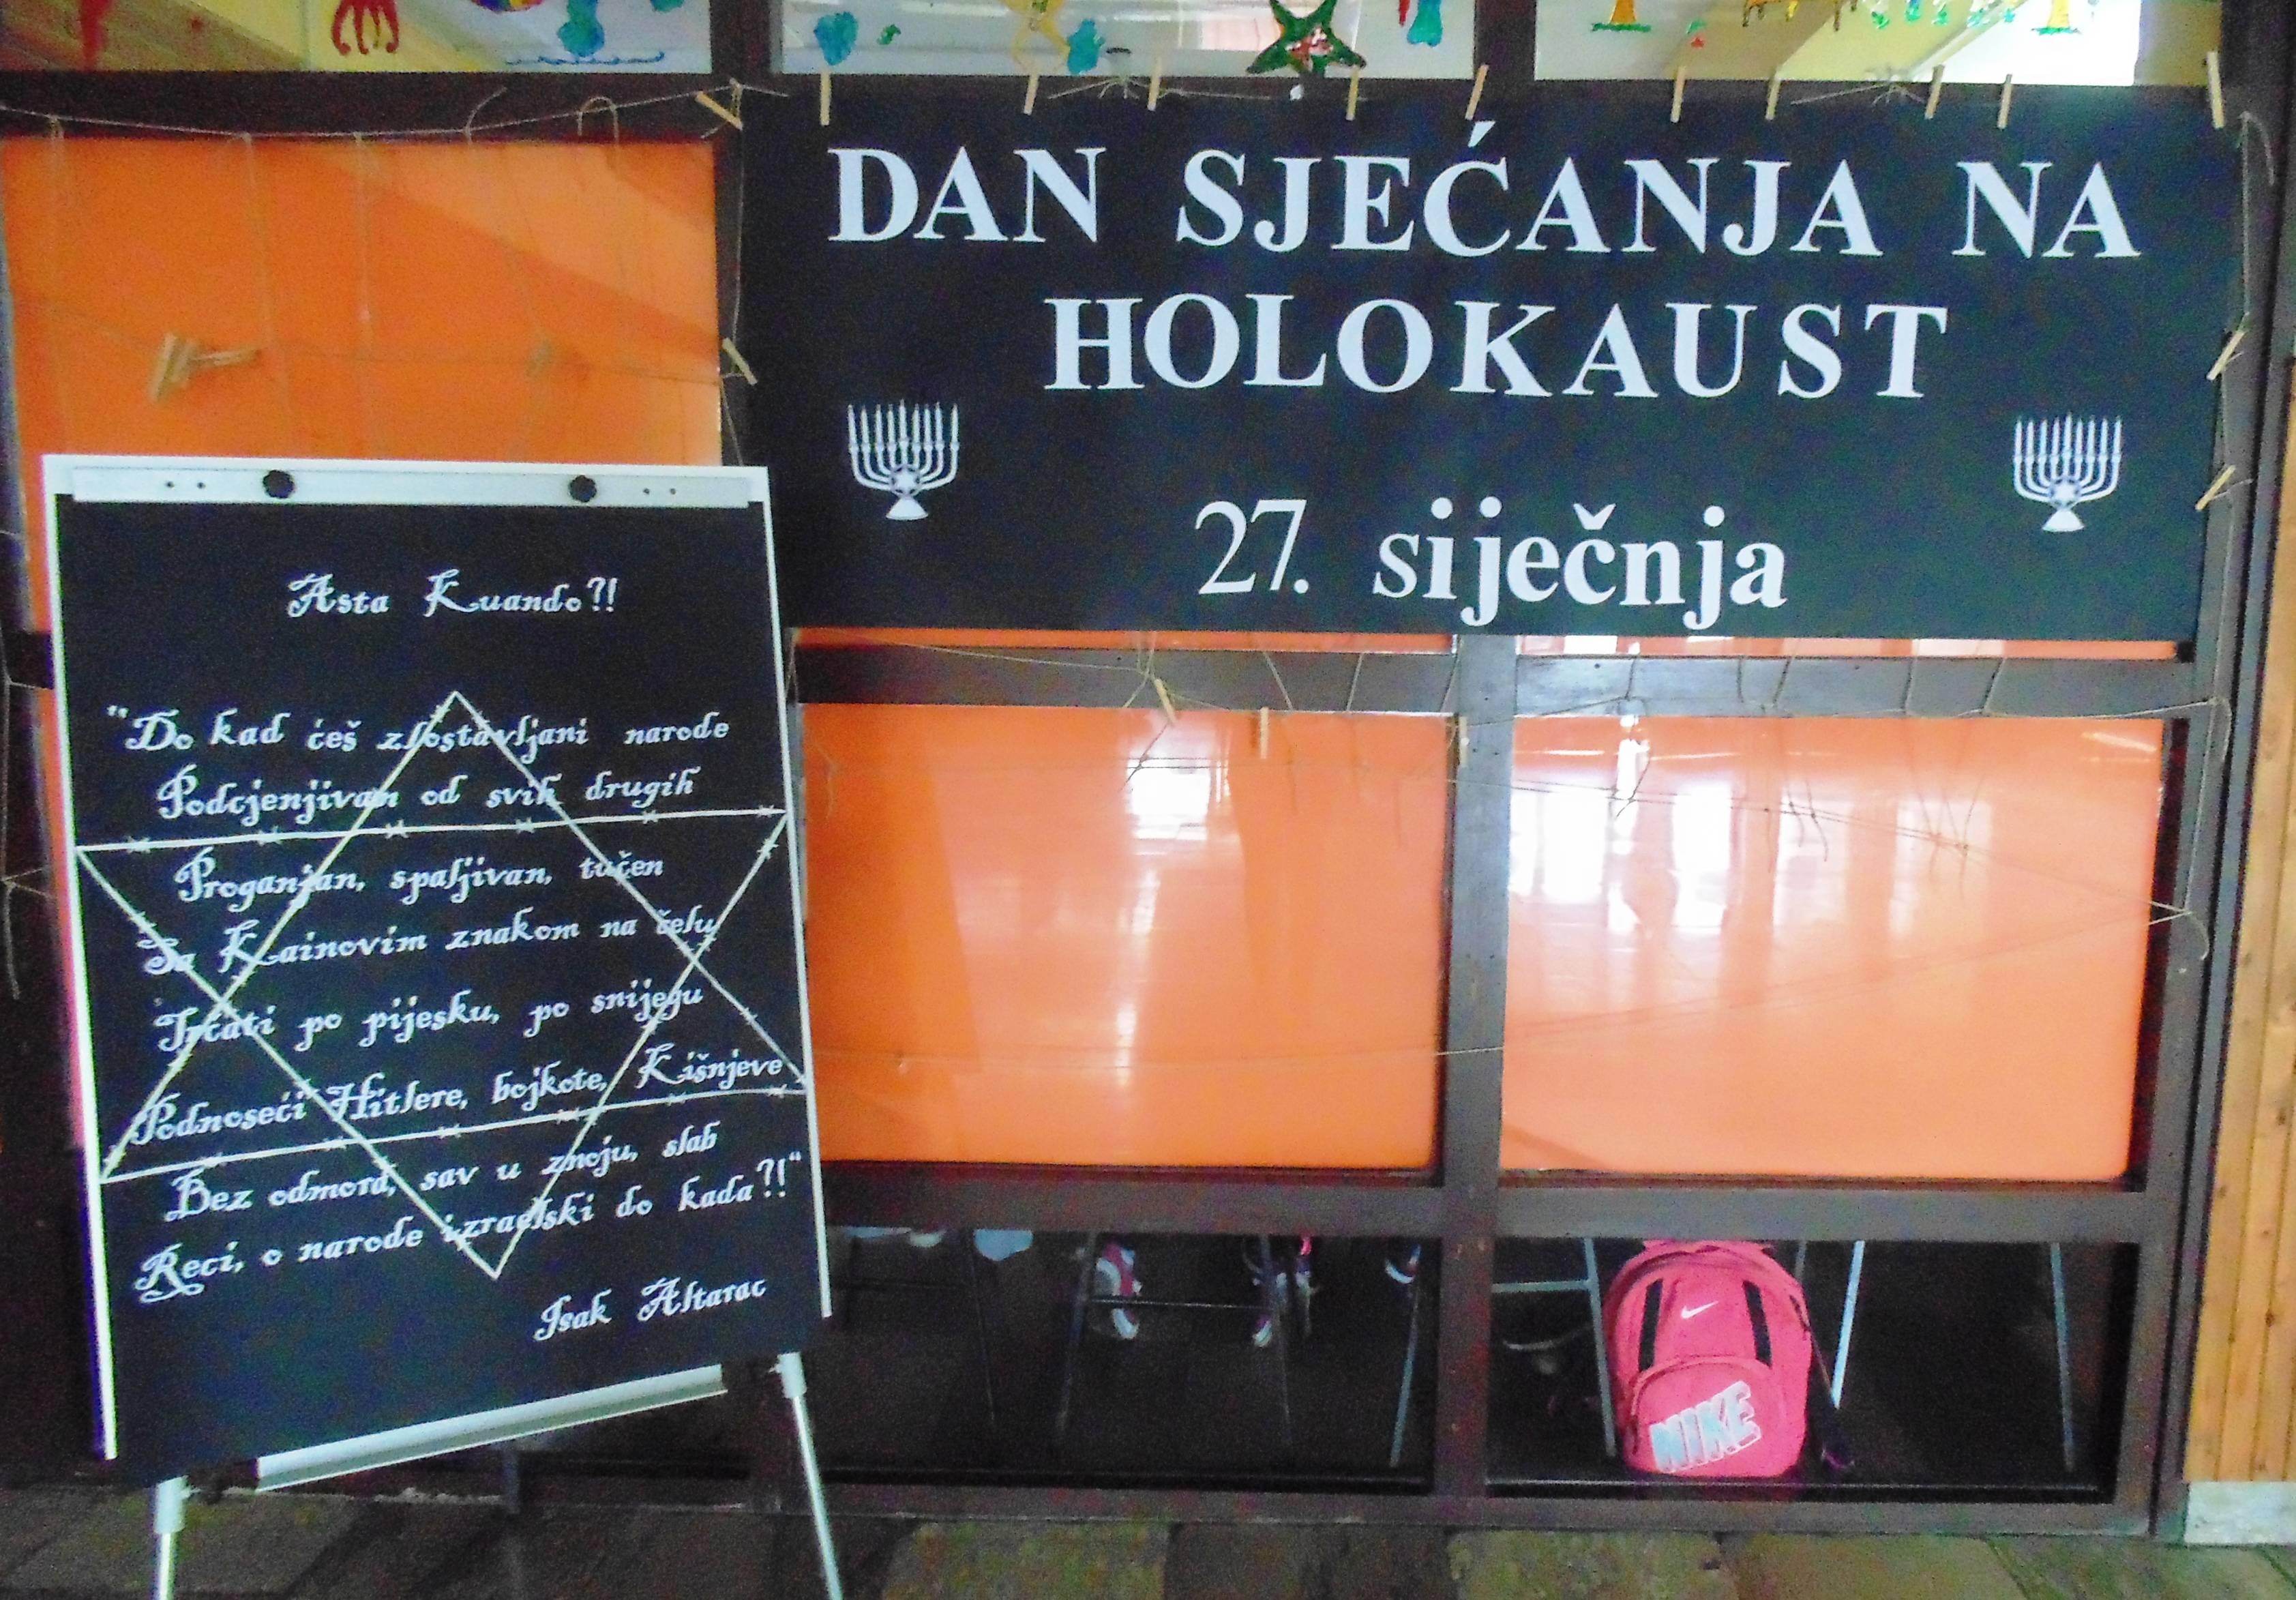 DAN SJEĆANJA NA
HOLOKAUST
27. siječnja
Asta Kuando?!
"Do kad ćeš zlostavljani narode
Podcjenjivan od svih drugih
Proganjan, spaljivan, tučen
Sa Kainovim znakom na čelu
Trčati po pijesku, po snijegu
Podnoseći Hitlere, bojkote, Kišnjeve
Bez odmora, sav u znoju, slab
Reci, o narode izraelski do kada?!"
Isak Altarac
NIKE